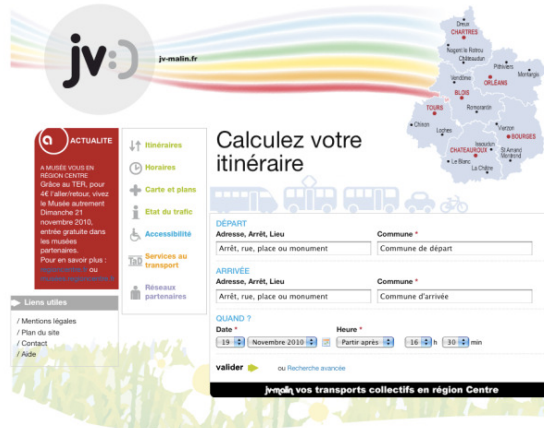 jv:)
jv-malin.fr
Dreux
CHARTRES
Nogent le Rotrou
Châteaudun
Pithiviers
Montargis
Vendôme
ORLÉANS
BLOIS
TOURS
Romorantin
Chinon
Loches
Vierzon
BOURGES
Issoudun
CHATEAUROUX
St Amand
Montrond
Le Blanc
La Châtre
a ACTUALITE
A MUSÉE VOUS EN
RÉGION CENTRE
Grâce au TER, pour
4€ l'aller/retour, vivez
le Musée autrement
Dimanche 21
novembre 2010,
entrée gratuite dans
les musées
partenaires.
Pour en savoir plus :
ou
Liens utiles
/ Mentions légales
/ Plan du site
/ Contact
/ Aide
Itinéraires
Horaires
Carte et plans
Etat du trafic
Accessibilité
TaD Services au
transport
Réseaux
partenaires
Calculez votre
itinéraire
DÉPART
Adresse, Arrêt, Lieu Commune *
Arrêt, rue, place ou monument Commune de départ
ARRIVÉE
Adresse, Arrêt, Lieu Commune *
Arrêt, rue, place ou monument Commune d'arrivée
QUAND ?
Date * Heure *
19 Novembre 2010 Partir après 16 h 30 min
valider ou Recherche avancée
jv-malin, vos transports collectifs en région Centre